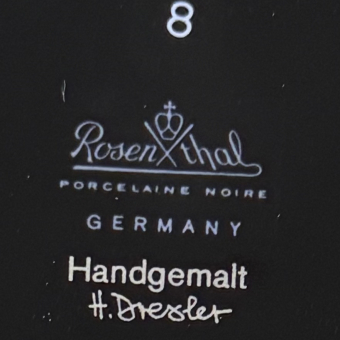 8
Rosenthal
PORCELAINE NOIRE
GERMANY
Handgemalt
H. Dresler